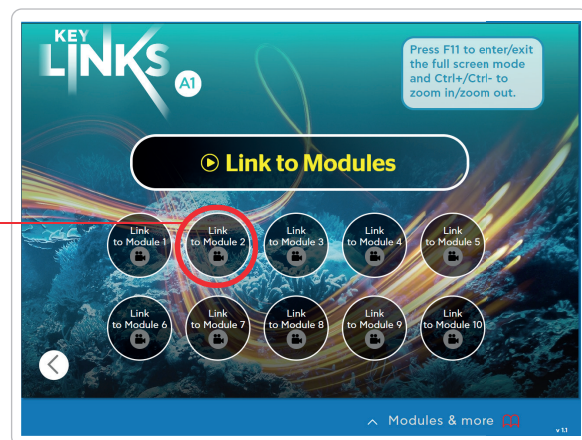 KEY
LINKS
A1
Press F11 to enter/exit
the full screen mode
and Ctrl+/Ctrl- to
zoom in/zoom out.
Link to Modules
Link
to Module 1
Link
to Module 2
Link
to Module 3
Link
to Module 4
Link
to Module 5
Link
to Module 6
Link
to Module 7
Link
to Module 8
Link
to Module 9
Link
to Module 10
Modules & more
v 1.1